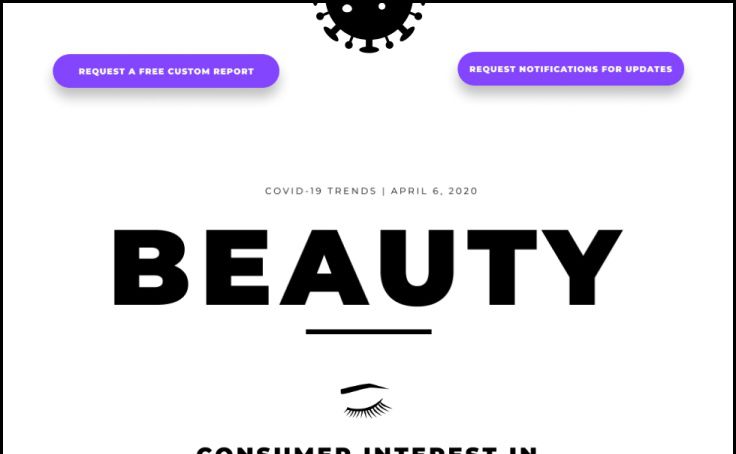 REQUEST A FREE CUSTOM REPORT
REQUEST NOTIFICATIONS FOR UPDATES
COVID-19 TRENDS | APRIL 6, 2020
BEAUTY
CONSUMER INTEREST IN